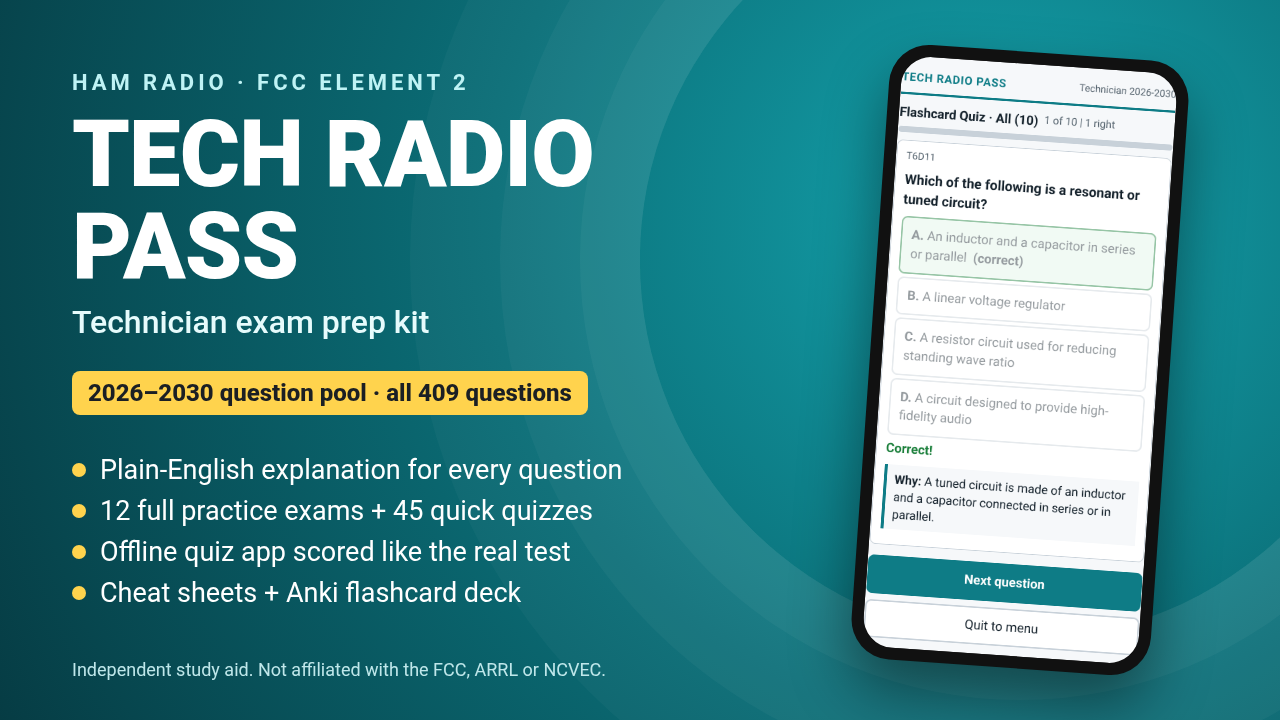 HAM RADIO · FCC ELEMENT 2
TECH RADIO
PASS
Technician exam prep kit
2026–2030 question pool · all 409 questions
Plain-English explanation for every question
12 full practice exams + 45 quick quizzes
Offline quiz app scored like the real test
Cheat sheets + Anki flashcard deck
Independent study aid. Not affiliated with the FCC, ARRL or NCVEC.
TECH RADIO PASS
Technician 2026-2030
Flashcard Quiz · All (10) 1 of 10 | 1 right
T6D11
Which of the following is a resonant or
tuned circuit?
A. An inductor and a capacitor in series
or parallel (correct)
B. A linear voltage regulator
C. A resistor circuit used for reducing
standing wave ratio
D. A circuit designed to provide high-
fidelity audio
Correct!
Why: A tuned circuit is made of an inductor
and a capacitor connected in series or in
parallel.
Next question
Quit to menu